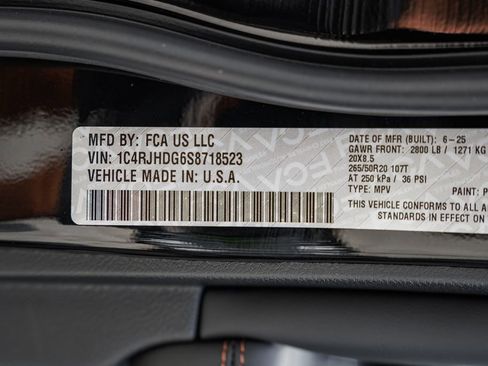 MFD BY: FCA US LLC
VIN: 1C4RJHDG6S8718523
VEHICLE MADE IN: U.S.A.
DATE OF MFR (BUILT): 6-25
GAWR FRONT: 2800 LB / 1271 KG
20X8.5
265/50R20 107T
AT 250 kPa / 36 PSI
TYPE: MPV PAINT: P
THIS VEHICLE CONFORMS TO ALL A
STANDARDS IN EFFECT ON